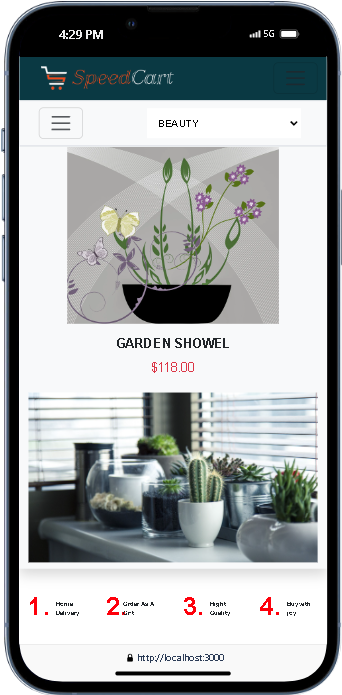 4:29 PM
5G
SpeedCart
BEAUTY
GARDEN SHOWEL
$118.00
1. Home Delivery
2. Order As A Gift
3. Hight Quality
4. Buy with joy
http://localhost:3000